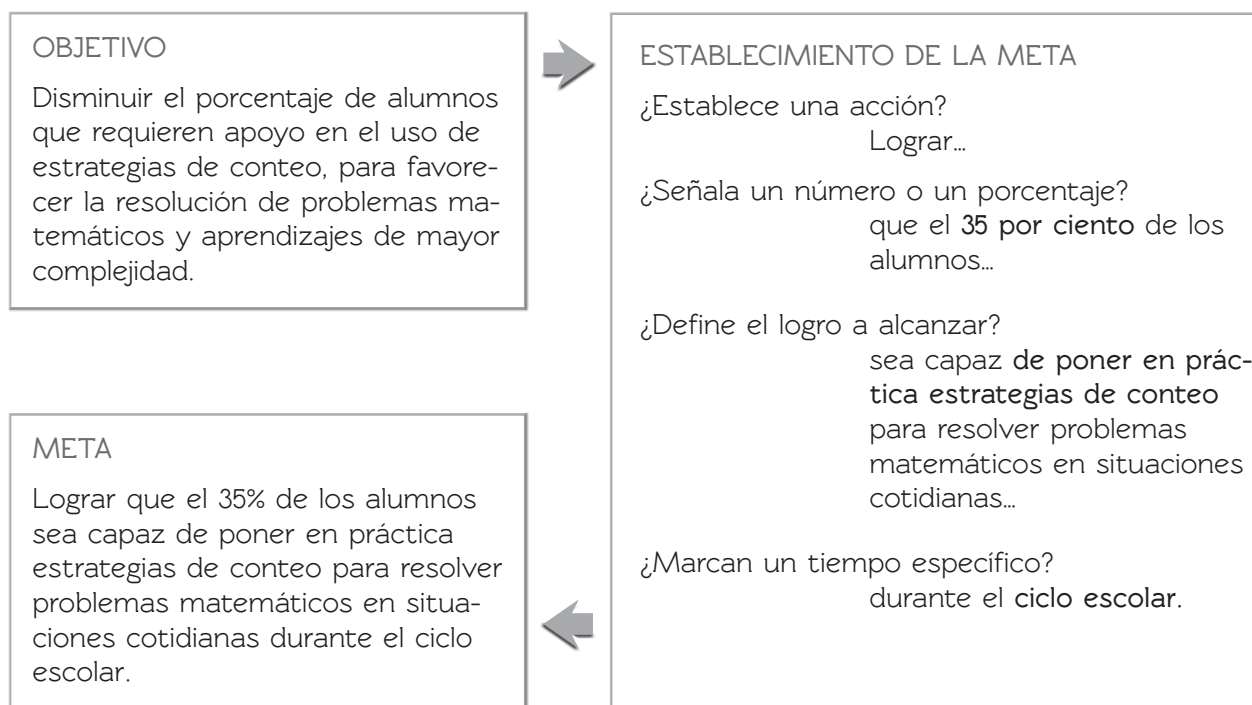 OBJETIVO
Disminuir el porcentaje de alumnos
que requieren apoyo en el uso de
estrategias de conteo, para favore-
cer la resolución de problemas ma-
temáticos y aprendizajes de mayor
complejidad.
ESTABLECIMIENTO DE LA META
¿Establece una acción?
Lograr...
¿Señala un número o un porcentaje?
que el 35 por ciento de los
alumnos...
¿Define el logro a alcanzar?
sea capaz de poner en prác-
tica estrategias de conteo
para resolver problemas
matemáticos en situaciones
cotidianas...
¿Marcan un tiempo específico?
durante el ciclo escolar.
META
Lograr que el 35% de los alumnos
sea capaz de poner en práctica
estrategias de conteo para resolver
problemas matemáticos en situa-
ciones cotidianas durante el ciclo
escolar.